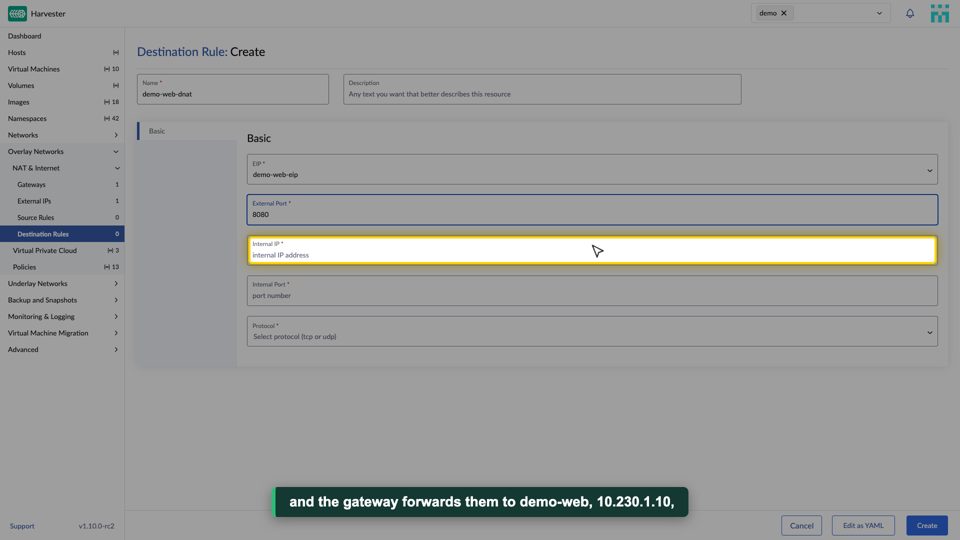 Harvester
demo
Dashboard
Hosts
Virtual Machines 10
Volumes
Images 18
Namespaces 42
Networks
Overlay Networks
NAT & Internet
Gateways 1
External IPs 1
Source Rules 0
Destination Rules 0
Virtual Private Cloud 3
Policies 13
Underlay Networks
Backup and Snapshots
Monitoring & Logging
Virtual Machine Migration
Advanced
Support v1.10.0-rc2
Destination Rule: Create
Name *
demo-web-dnat
Description
Any text you want that better describes this resource
Basic
Basic
EIP *
demo-web-eip
External Port *
8080
Internal IP *
internal IP address
Internal Port *
port number
Protocol *
Select protocol (tcp or udp)
and the gateway forwards them to demo-web, 10.230.1.10,
Cancel
Edit as YAML
Create